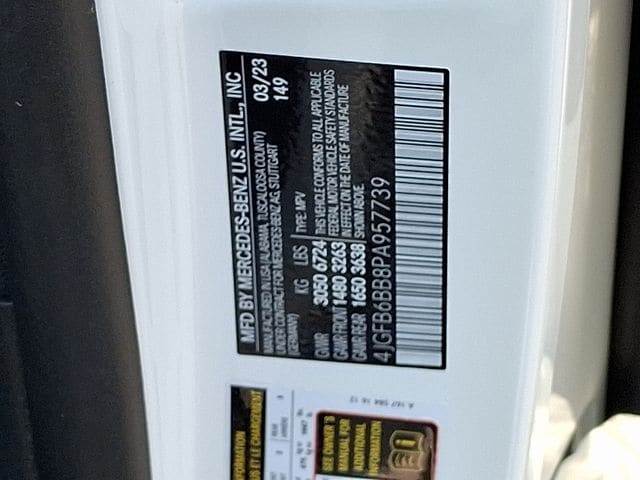 MFD BY MERCEDES-BENZ U.S. INTL., INC
MANUFACTURED IN USA (ALABAMA, TUSCALOOSA COUNTY)
(UNDER CONTRACT FOR MERCEDES-BENZ AG, STUTTGART
GERMANY)
03/23
149
KG LBS TYPE: MPV
GVWR 3050 6724
GAWR FRONT 1480 3263
GAWR REAR 1650 3638
THIS VEHICLE CONFORMS TO ALL APPLICABLE
FEDERAL MOTOR VEHICLE SAFETY STANDARDS
IN EFFECT ON THE DATE OF MANUFACTURE
SHOWN ABOVE.
4JGFB6BB8PA957739
SEE OWNER'S
MANUAL FOR
ADDITIONAL
INFORMATION